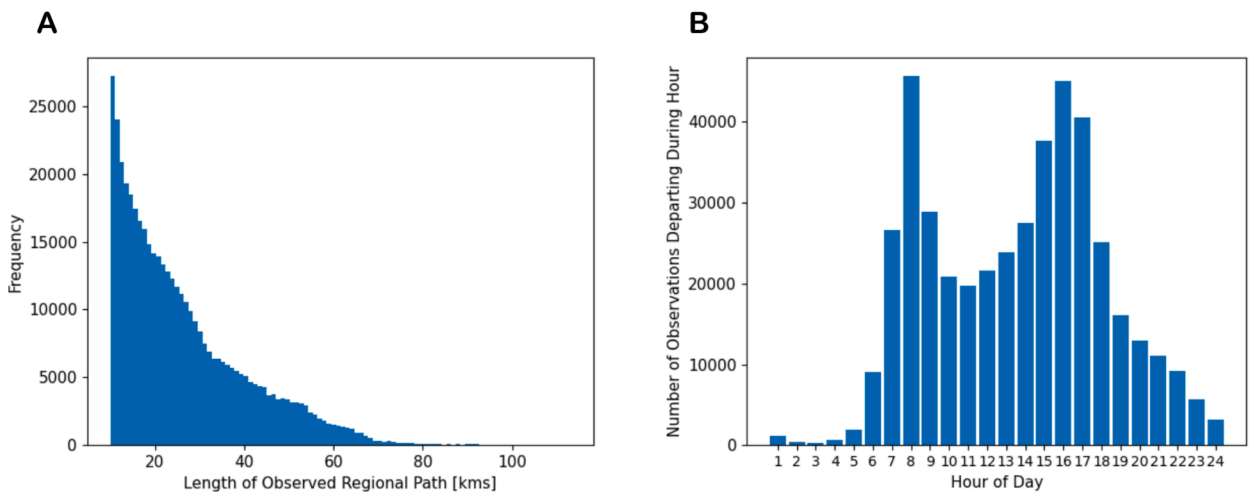 A
B
25000
20000
15000
10000
5000
0
Frequency
20 40 60 80 100
Length of Observed Regional Path [kms]
40000
30000
20000
10000
0
Number of Observations Departing During Hour
1 2 3 4 5 6 7 8 9 10 11 12 13 14 15 16 17 18 19 20 21 22 23 24
Hour of Day